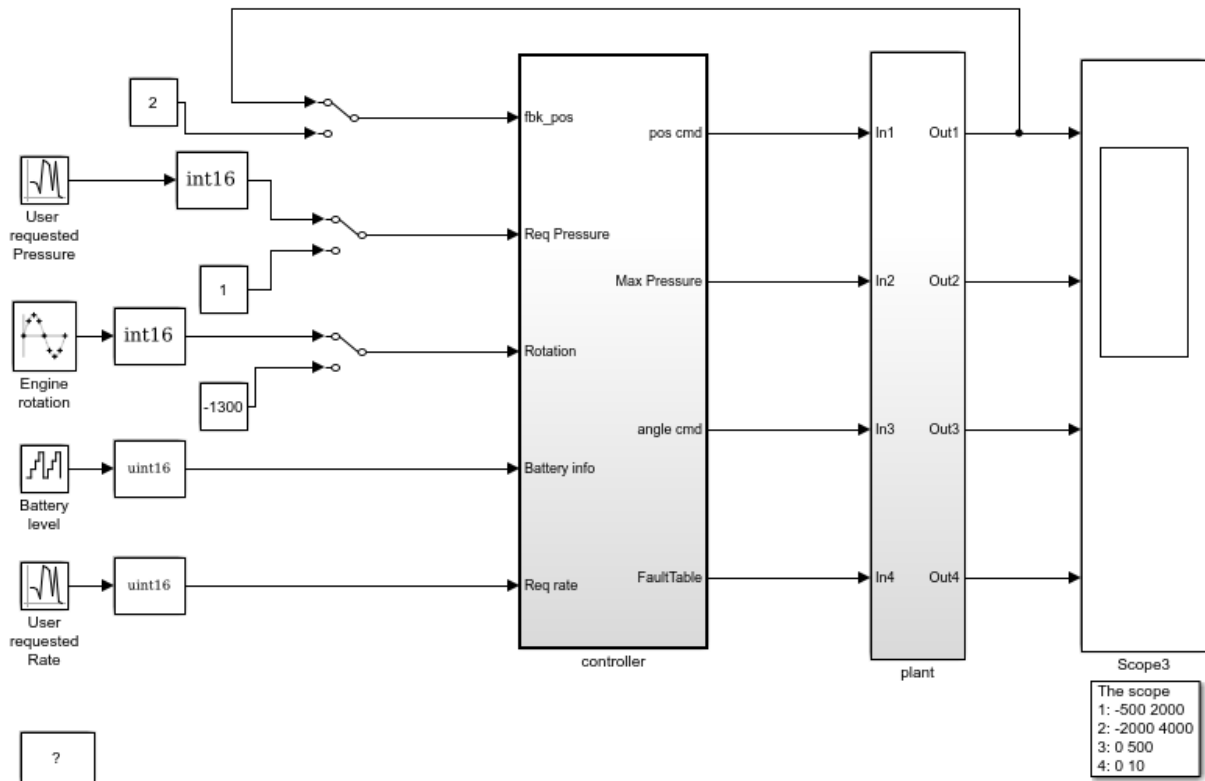 2
fbk_pos
pos cmd
In1
Out1
int16
User
requested
Pressure
Req Pressure
1
Max Pressure
In2
Out2
int16
Engine
rotation
Rotation
-1300
angle cmd
In3
Out3
Battery
level
uint16
Battery info
User
requested
Rate
uint16
Req rate
FaultTable
In4
Out4
controller
plant
Scope3
The scope
1: -500 2000
2: -2000 4000
3: 0 500
4: 0 10
?